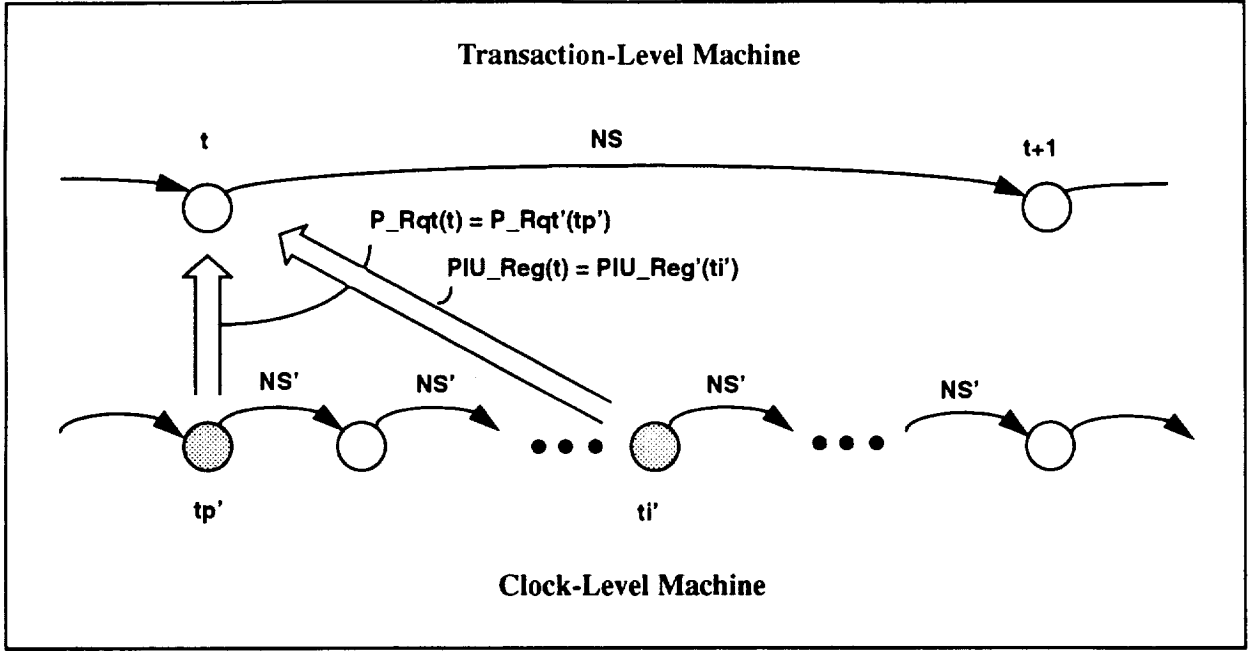 Transaction-Level Machine
t
NS
t+1
P_Rqt(t) = P_Rqt'(tp')
PIU_Reg(t) = PIU_Reg'(ti')
NS'
NS'
NS'
NS'
tp'
ti'
Clock-Level Machine